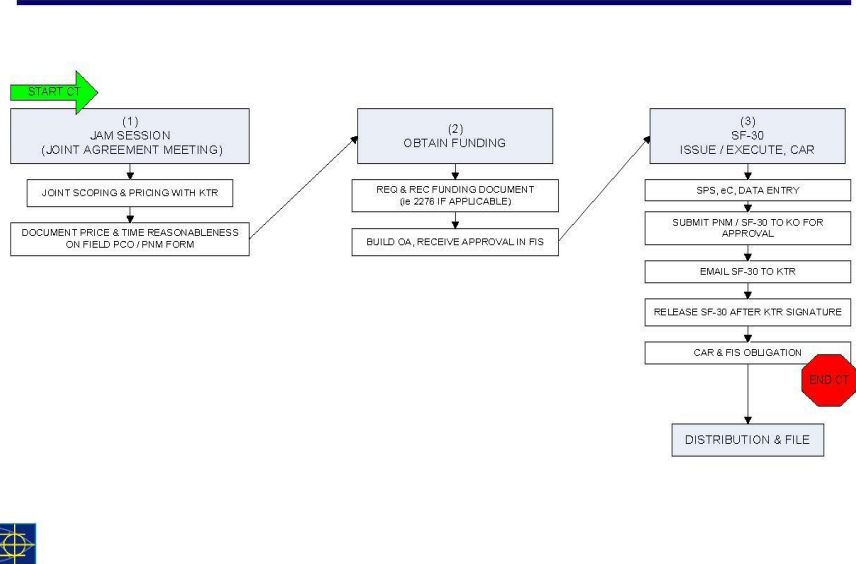 START CT
(1)
JAM SESSION
(JOINT AGREEMENT MEETING)
JOINT SCOPING & PRICING WITH KTR
DOCUMENT PRICE & TIME REASONABLENESS
ON FIELD PCO / PNM FORM
(2)
OBTAIN FUNDING
REQ & REC FUNDING DOCUMENT
(ie 2276 IF APPLICABLE)
BUILD OA, RECEIVE APPROVAL IN FIS
(3)
SF-30
ISSUE / EXECUTE, CAR
SPS, eC, DATA ENTRY
SUBMIT PNM / SF-30 TO KO FOR
APPROVAL
EMAIL SF-30 TO KTR
RELEASE SF-30 AFTER KTR SIGNATURE
CAR & FIS OBLIGATION
END CT
DISTRIBUTION & FILE